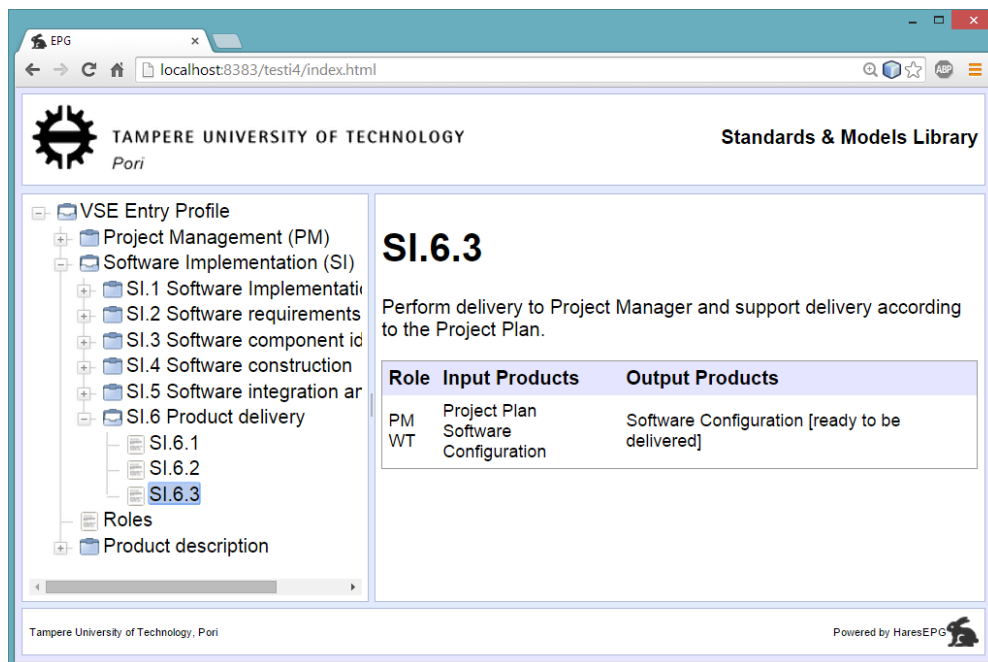 EPG
localhost:8383/testi4/index.html
ABP
TAMPERE UNIVERSITY OF TECHNOLOGY
Pori
Standards & Models Library
VSE Entry Profile
Project Management (PM)
Software Implementation (SI)
SI.1 Software Implementati
SI.2 Software requirements
SI.3 Software component id
SI.4 Software construction
SI.5 Software integration ar
SI.6 Product delivery
SI.6.1
SI.6.2
SI.6.3
Roles
Product description
SI.6.3
Perform delivery to Project Manager and support delivery according
to the Project Plan.
Role Input Products Output Products
PM
WT
Project Plan
Software
Configuration
Software Configuration [ready to be
delivered]
Tampere University of Technology, Pori
Powered by HaresEPG